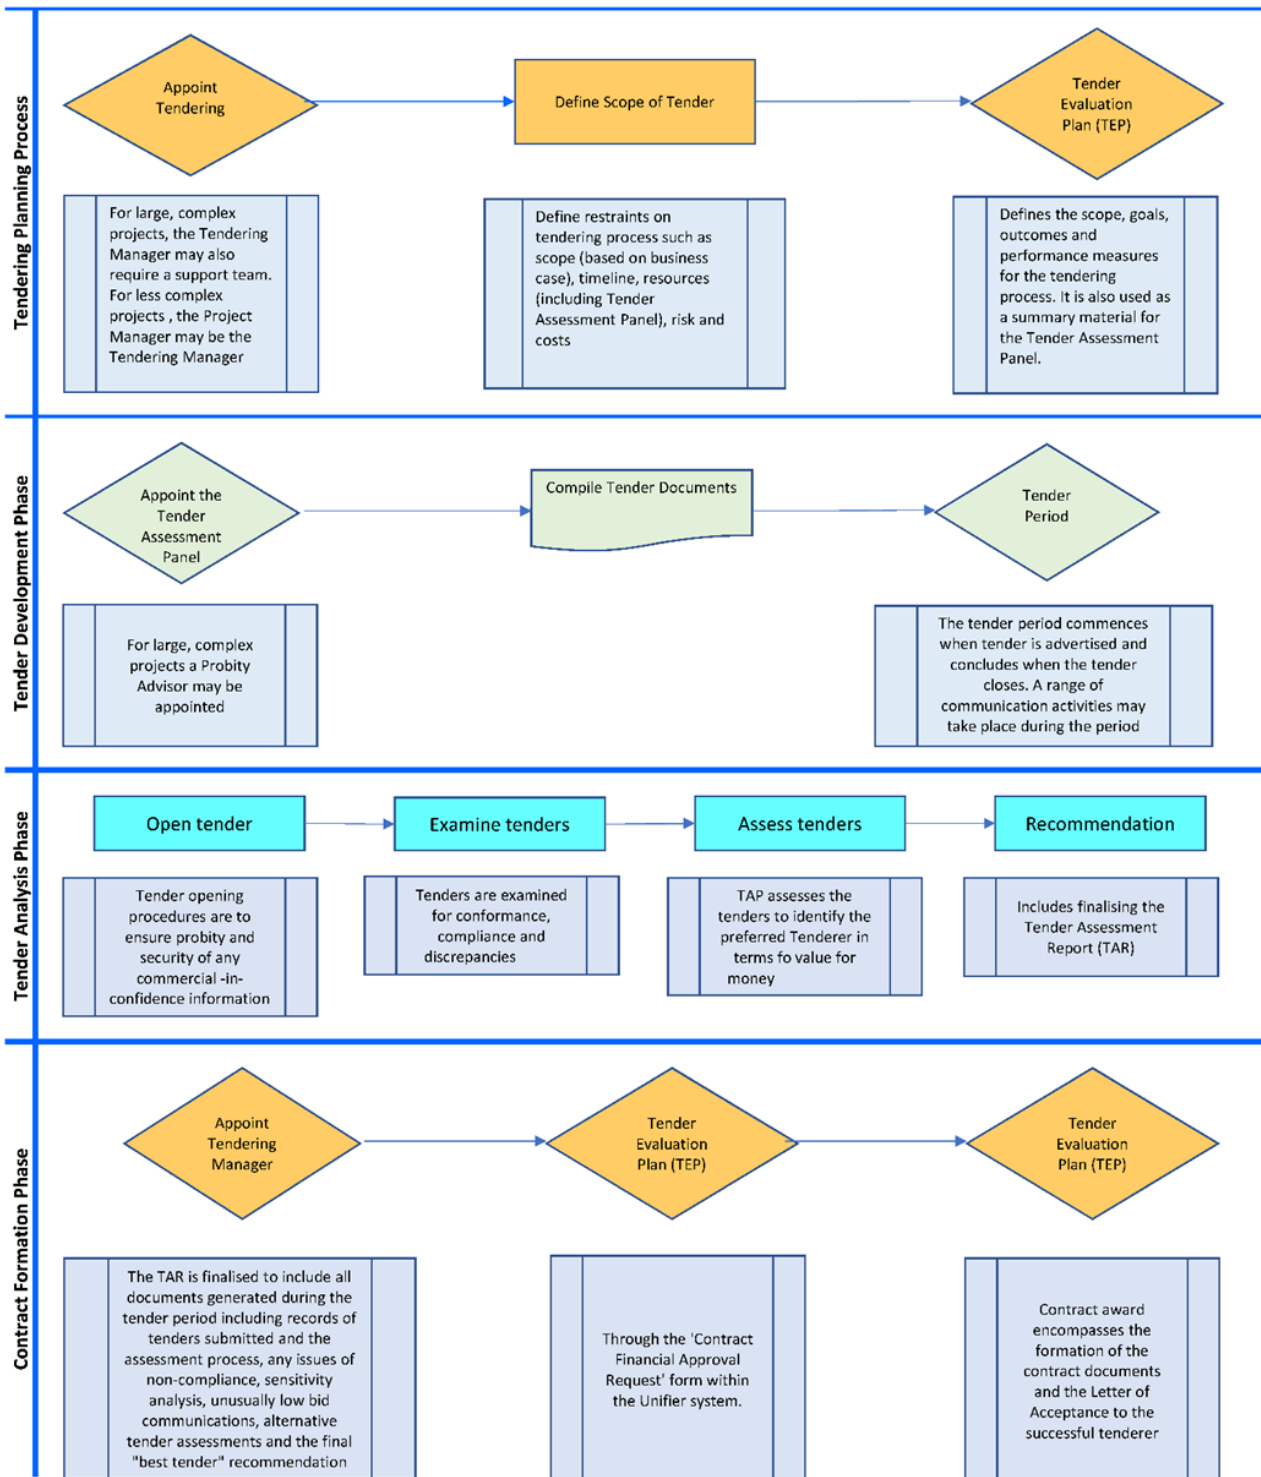 Tendering Planning Process
Appoint
Tendering
Define Scope of Tender
Tender
Evaluation
Plan (TEP)
For large, complex
projects, the Tendering
Manager may also
require a support team.
For less complex
projects , the Project
Manager may be the
Tendering Manager
Define restraints on
tendering process such as
scope (based on business
case), timeline, resources
(including Tender
Assessment Panel), risk and
costs
Defines the scope, goals,
outcomes and
performance measures
for the tendering
process. It is also used as
a summary material for
the Tender Assessment
Panel.
Tender Development Phase
Appoint the
Tender
Assessment
Panel
Compile Tender Documents
Tender
Period
For large, complex
projects a Probity
Advisor may be
appointed
The tender period commences
when tender is advertised and
concludes when the tender
closes. A range of
communication activities may
take place during the period
Tender Analysis Phase
Open tender
Examine tenders
Assess tenders
Recommendation
Tender opening
procedures are to
ensure probity and
security of any
commercial -in-
confidence information
Tenders are examined
for conformance,
compliance and
discrepancies
TAP assesses the
tenders to identify the
preferred Tenderer in
terms fo value for
money
Includes finalising the
Tender Assessment
Report (TAR)
Contract Formation Phase
Appoint
Tendering
Manager
Tender
Evaluation
Plan (TEP)
Tender
Evaluation
Plan (TEP)
The TAR is finalised to include all
documents generated during the
tender period including records of
tenders submitted and the
assessment process, any issues of
non-compliance, sensitivity
analysis, unusually low bid
communications, alternative
tender assessments and the final
"best tender" recommendation
Through the 'Contract
Financial Approval
Request' form within
the Unifier system.
Contract award
encompasses the
formation of the
contract documents
and the Letter of
Acceptance to the
successful tenderer